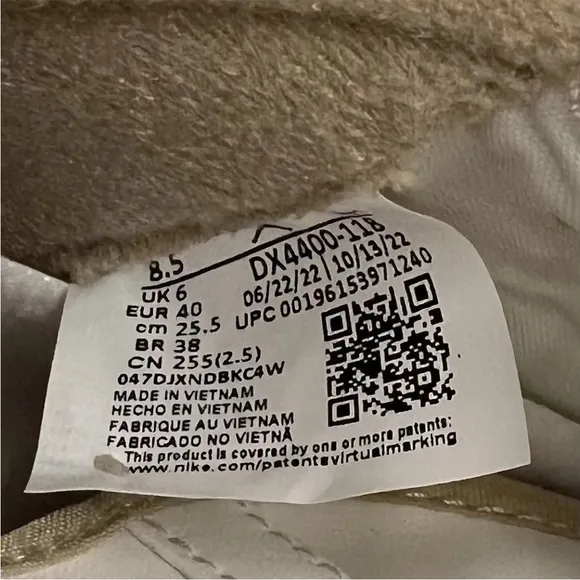 8.5
UK 6
EUR 40
cm 25.5
BR 38
CN 255(2.5)
047DJXNDBKC4W
DX4400-118
06/22/22 | 10/13/22
UPC 00196153971240
MADE IN VIETNAM
HECHO EN VIETNAM
FABRIQUE AU VIETNAM
FABRICADO NO VIETNÃ
This product is covered by one or more patents:
www.nike.com/patentsvirtualmarking